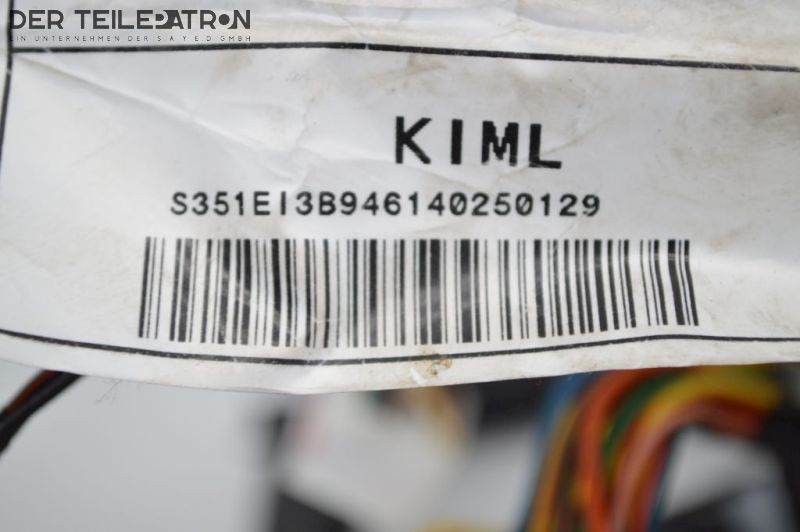 DER TEILEPATRON
EIN UNTERNEHMEN DER S A Y E D GMBH
KIML
S351EI3B946140250129